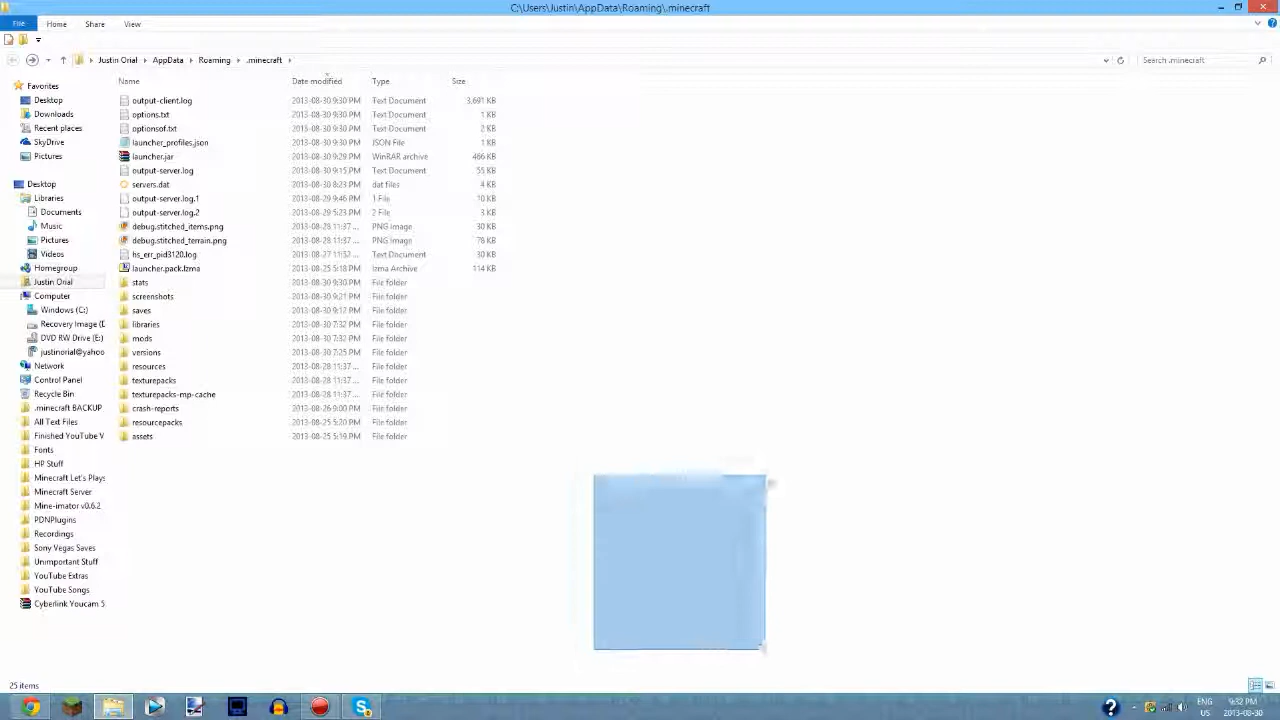 C:\Users\Justin\AppData\Roaming\.minecraft
File Home Share View
Justin Orial AppData Roaming .minecraft Search .minecraft
Name Date modified Type Size
Favorites
Desktop
Downloads
Recent places
SkyDrive
Pictures
Desktop
Libraries
Documents
Music
Pictures
Videos
Homegroup
Justin Orial
Computer
Windows (C:)
Recovery Image (D
DVD RW Drive (E:)
justinorial@yahoo
Network
Control Panel
Recycle Bin
.minecraft BACKUP
All Text Files
Finished YouTube V
Fonts
HP Stuff
Minecraft Let's Plays
Minecraft Server
Mine-imator v0.6.2
PDNPlugins
Recordings
Sony Vegas Saves
Unimportant Stuff
YouTube Extras
YouTube Songs
Cyberlink Youcam 5
output-client.log 2013-08-30 9:30 PM Text Document 3,691 KB
options.txt 2013-08-30 9:30 PM Text Document 1 KB
optionsof.txt 2013-08-30 9:30 PM Text Document 2 KB
launcher_profiles.json 2013-08-30 9:30 PM JSON File 1 KB
launcher.jar 2013-08-30 9:29 PM WinRAR archive 466 KB
output-server.log 2013-08-30 9:15 PM Text Document 55 KB
servers.dat 2013-08-30 8:23 PM dat files 4 KB
output-server.log.1 2013-08-29 9:46 PM 1 File 10 KB
output-server.log.2 2013-08-29 5:23 PM 2 File 3 KB
debug.stitched_items.png 2013-08-28 11:37 ... PNG image 30 KB
debug.stitched_terrain.png 2013-08-28 11:37 ... PNG image 78 KB
hs_err_pid3120.log 2013-08-27 11:32 ... Text Document 30 KB
launcher.pack.lzma 2013-08-25 5:18 PM lzma Archive 114 KB
stats 2013-08-30 9:30 PM File folder
screenshots 2013-08-30 9:21 PM File folder
saves 2013-08-30 9:12 PM File folder
libraries 2013-08-30 7:32 PM File folder
mods 2013-08-30 7:32 PM File folder
versions 2013-08-30 7:25 PM File folder
resources 2013-08-28 11:37 ... File folder
texturepacks 2013-08-28 11:37 ... File folder
texturepacks-mp-cache 2013-08-28 11:37 ... File folder
crash-reports 2013-08-26 9:00 PM File folder
resourcepacks 2013-08-25 5:20 PM File folder
assets 2013-08-25 5:19 PM File folder
25 items
ENG 9:32 PM
US 2013-08-30